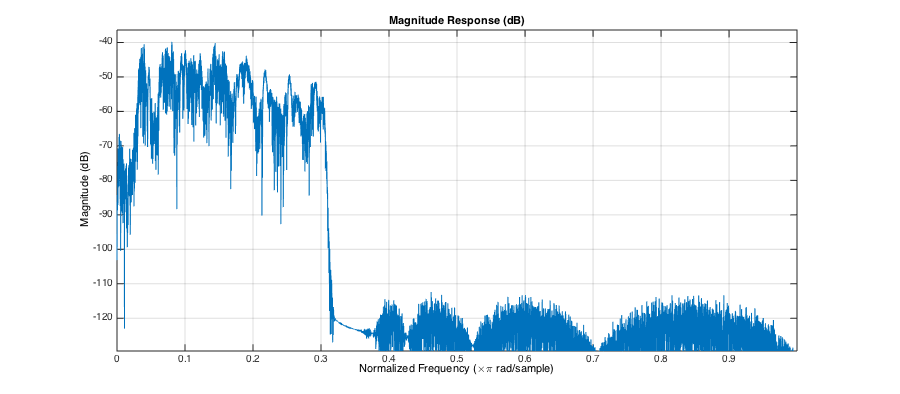 Magnitude Response (dB)
Magnitude (dB)
-40
-50
-60
-70
-80
-90
-100
-110
-120
0 0.1 0.2 0.3 0.4 0.5 0.6 0.7 0.8 0.9
Normalized Frequency (×π rad/sample)